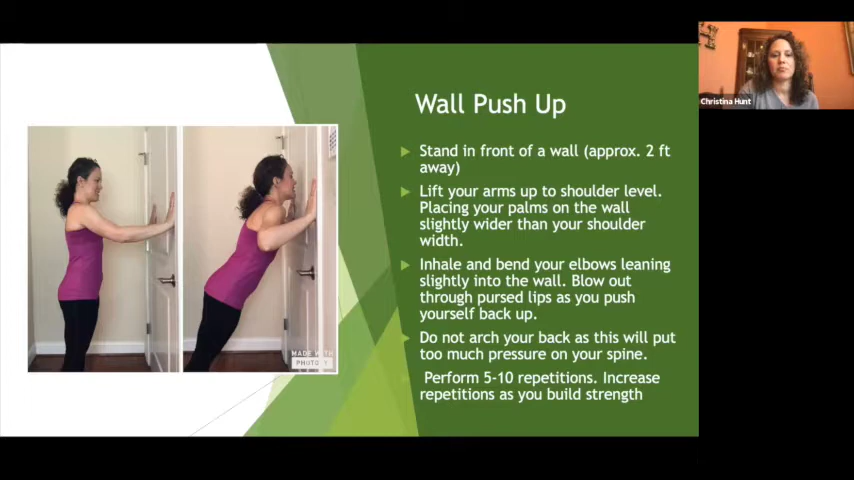 Wall Push Up
Stand in front of a wall (approx. 2 ft
away)
Lift your arms up to shoulder level.
Placing your palms on the wall
slightly wider than your shoulder
width.
Inhale and bend your elbows leaning
slightly into the wall. Blow out
through pursed lips as you push
yourself back up.
Do not arch your back as this will put
too much pressure on your spine.
Perform 5-10 repetitions. Increase
repetitions as you build strength
MADE WITH
PHOTO
Christina Hunt